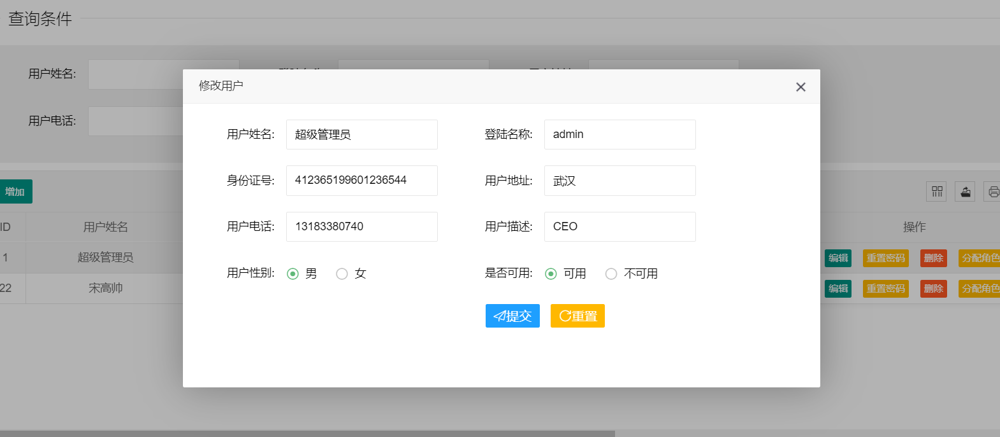 查询条件
用户姓名:
用户电话:
修改用户
用户姓名: 超级管理员 登陆名称: admin
身份证号: 412365199601236544 用户地址: 武汉
用户电话: 13183380740 用户描述: CEO
用户性别: 男 女 是否可用: 可用 不可用
提交 重置
增加
ID 用户姓名 操作
1 超级管理员 编辑 重置密码 删除 分配角色
22 宋高帅 编辑 重置密码 删除 分配角色